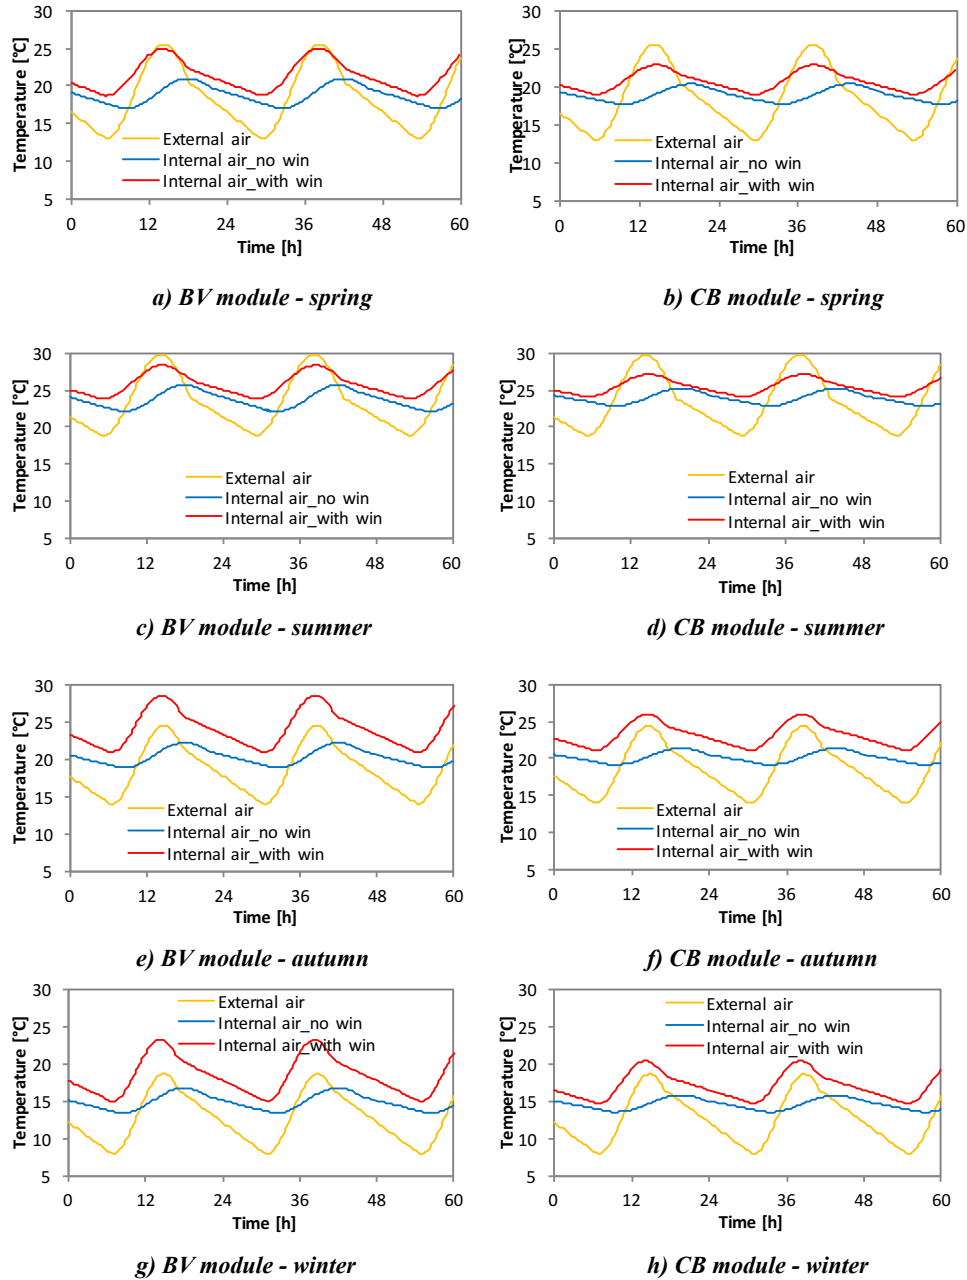 30
25
20
15
10
5
Temperature [°C]
External air
Internal air_no win
Internal air_with win
0 12 24 36 48 60
Time [h]
a) BV module - spring
30
25
20
15
10
5
Temperature [°C]
External air
Internal air_no win
Internal air_with win
0 12 24 36 48 60
Time [h]
b) CB module - spring
30
25
20
15
10
5
Temperature [°C]
External air
Internal air_no win
Internal air_with win
0 12 24 36 48 60
Time [h]
c) BV module - summer
30
25
20
15
10
5
Temperature [°C]
External air
Internal air_no win
Internal air_with win
0 12 24 36 48 60
Time [h]
d) CB module - summer
30
25
20
15
10
5
Temperature [°C]
External air
Internal air_no win
Internal air_with win
0 12 24 36 48 60
Time [h]
e) BV module - autumn
30
25
20
15
10
5
Temperature [°C]
External air
Internal air_no win
Internal air_with win
0 12 24 36 48 60
Time [h]
f) CB module - autumn
30
25
20
15
10
5
Temperature [°C]
External air
Internal air_no win
Internal air_with win
0 12 24 36 48 60
Time [h]
g) BV module - winter
30
25
20
15
10
5
Temperature [°C]
External air
Internal air_no win
Internal air_with win
0 12 24 36 48 60
Time [h]
h) CB module - winter